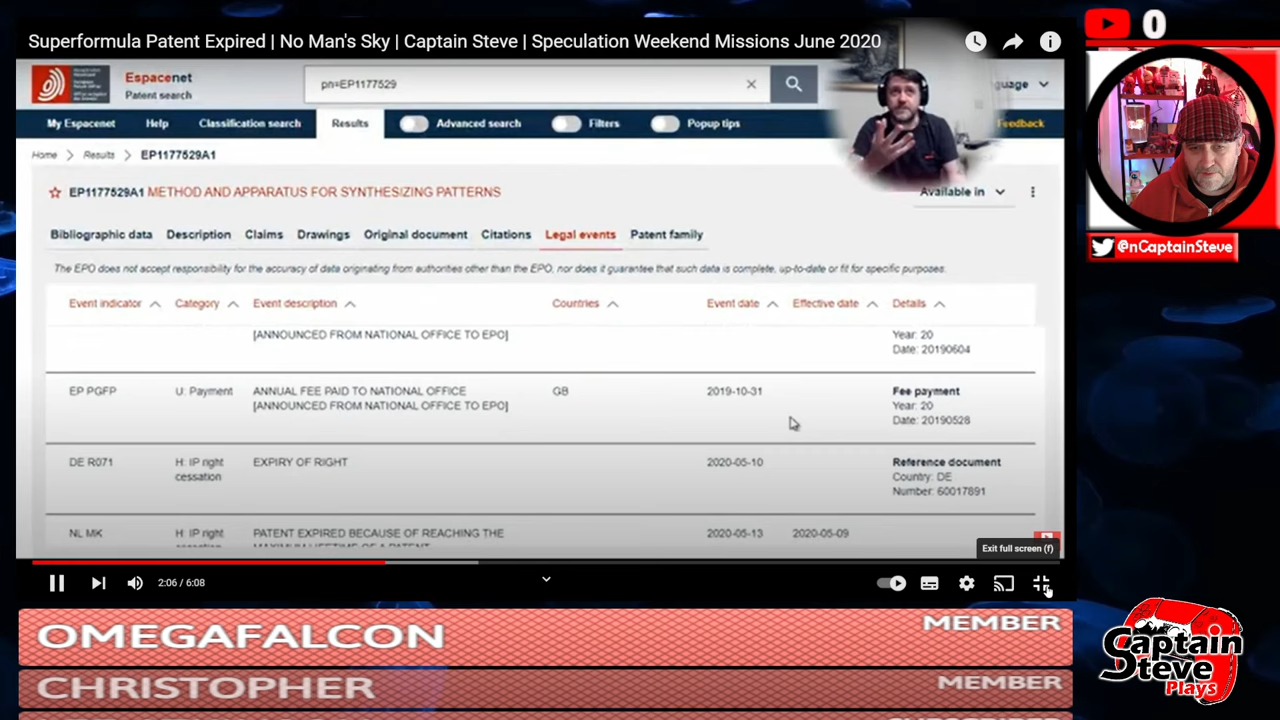 Superformula Patent Expired | No Man's Sky | Captain Steve | Speculation Weekend Missions June 2020
0
Espacenet
Patent search
pn=EP1177529
guage
My Espacenet Help Classification search Results Advanced search Filters Popup tips Feedback
Home Results EP1177529A1
EP1177529A1 METHOD AND APPARATUS FOR SYNTHESIZING PATTERNS
Available in
Bibliographic data Description Claims Drawings Original document Citations Legal events Patent family
The EPO does not accept responsibility for the accuracy of data originating from authorities other than the EPO, nor does it guarantee that such data is complete, up-to-date or fit for specific purposes.
Event indicator Category Event description Countries Event date Effective date Details
[ANNOUNCED FROM NATIONAL OFFICE TO EPO] Year: 20
Date: 20190604
EP PGFP U: Payment ANNUAL FEE PAID TO NATIONAL OFFICE GB 2019-10-31 Fee payment
[ANNOUNCED FROM NATIONAL OFFICE TO EPO] Year: 20
Date: 20190528
DE R071 H: IP right EXPIRY OF RIGHT 2020-05-10 Reference document
cessation Country: DE
Number: 60017891
NL MK H: IP right PATENT EXPIRED BECAUSE OF REACHING THE 2020-05-13 2020-05-09
cessation MAXIMUM LIFETIME OF A PATENT
Exit full screen (f)
2:06 / 6:08
@nCaptainSteve
OMEGAFALCON MEMBER
CHRISTOPHER MEMBER
SUBSCRIBER
Captain
Steve
Plays